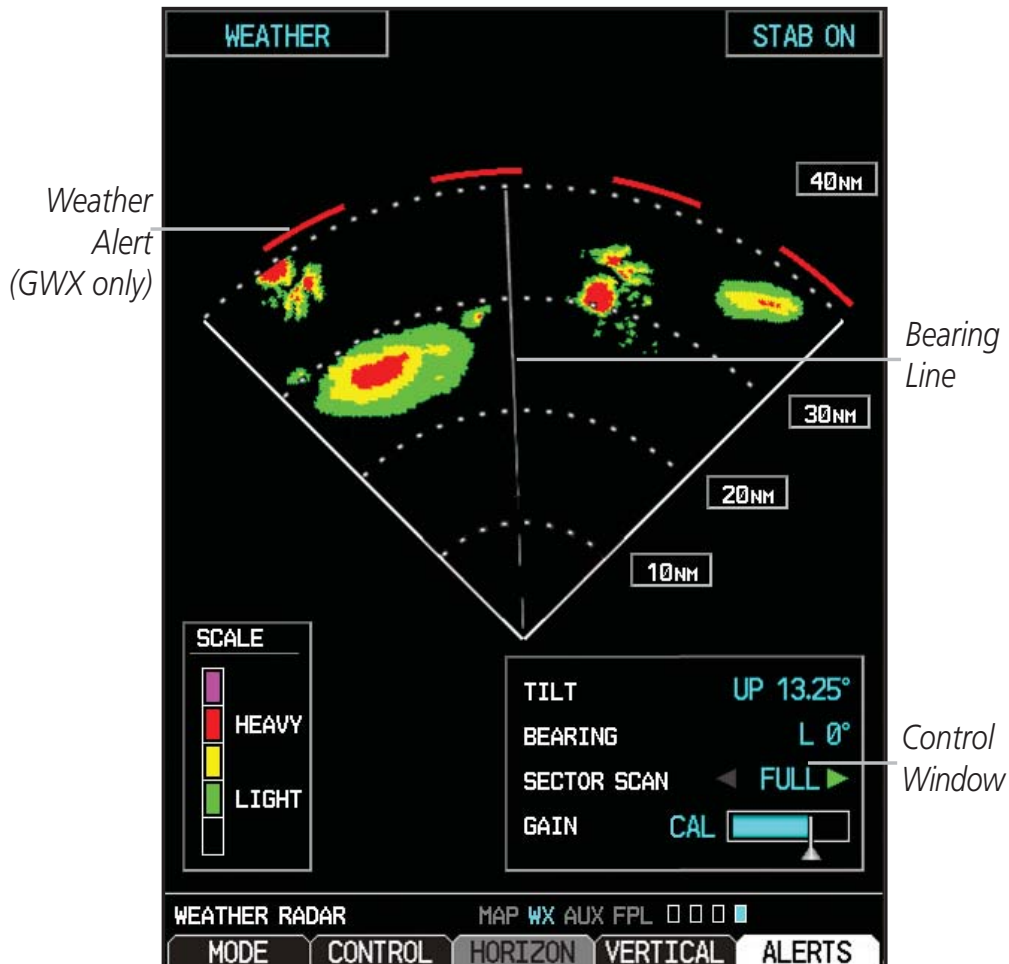 WEATHER
STAB ON
40NM
Weather
Alert
(GWX only)
Bearing
Line
30NM
20NM
10NM
SCALE
HEAVY
LIGHT
TILT UP 13.25°
BEARING L 0°
SECTOR SCAN FULL
GAIN CAL
Control
Window
WEATHER RADAR MAP WX AUX FPL
MODE CONTROL HORIZON VERTICAL ALERTS